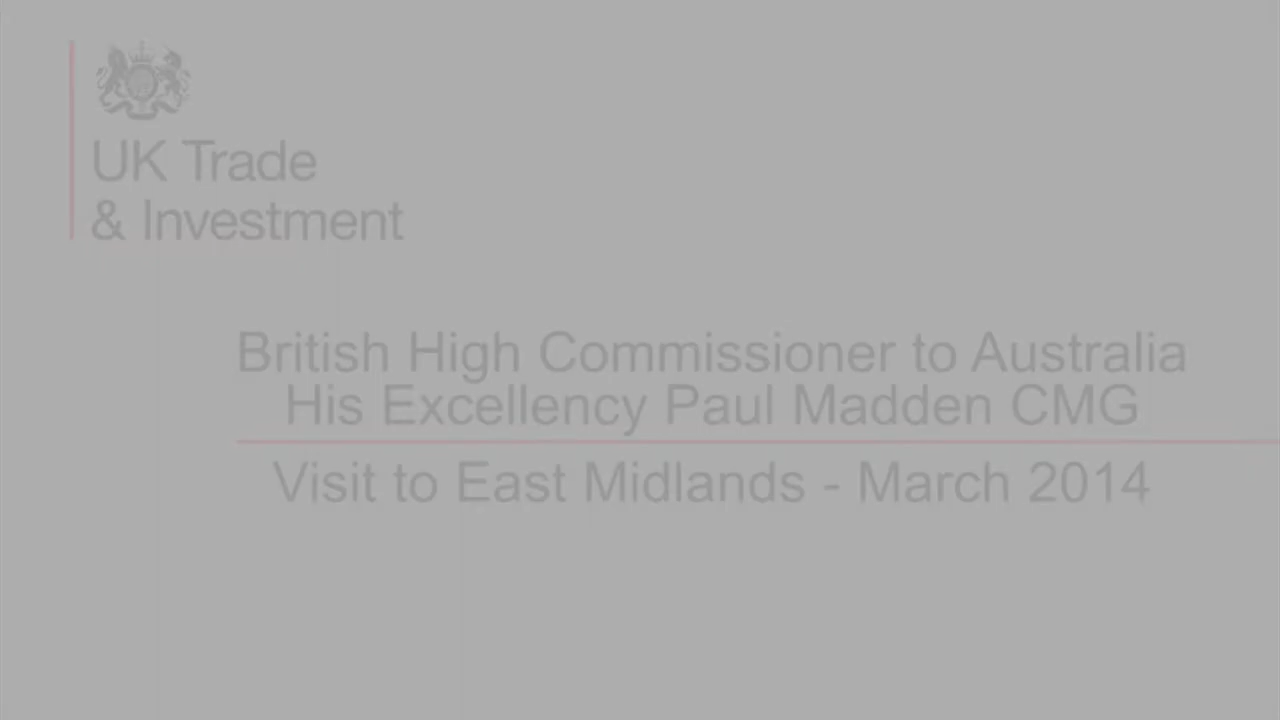 UK Trade
& Investment
British High Commissioner to Australia
His Excellency Paul Madden CMG
Visit to East Midlands - March 2014